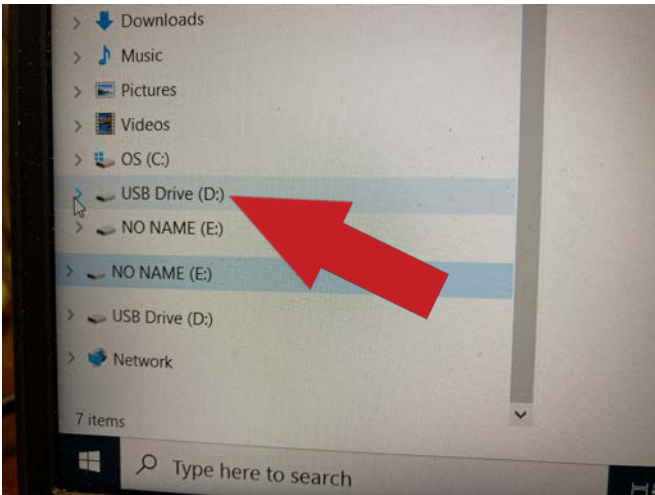 Downloads
Music
Pictures
Videos
OS (C:)
USB Drive (D:)
NO NAME (E:)
NO NAME (E:)
USB Drive (D:)
Network
7 items
Type here to search